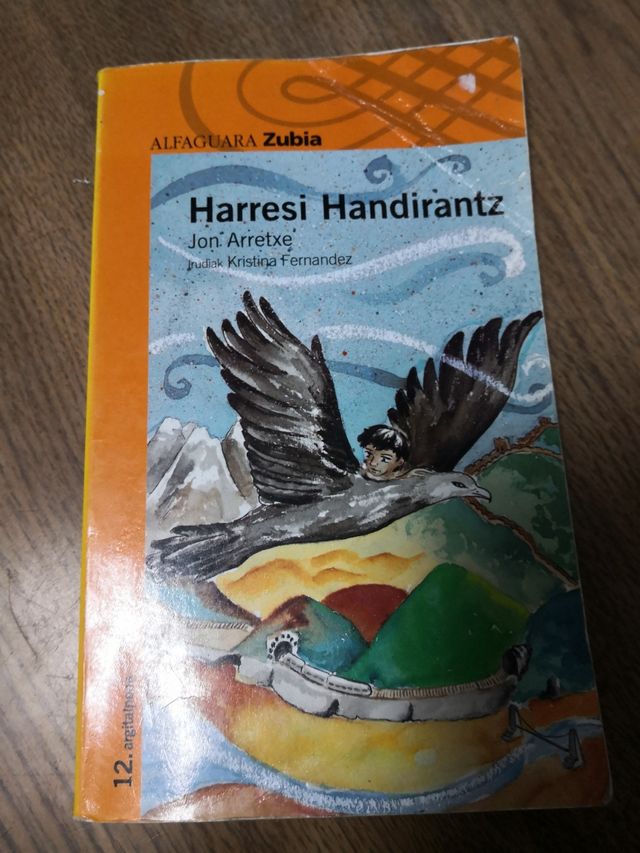 ALFAGUARA Zubia
Harresi Handirantz
Jon Arretxe
Irudiak Kristina Fernandez
12. argitalpena